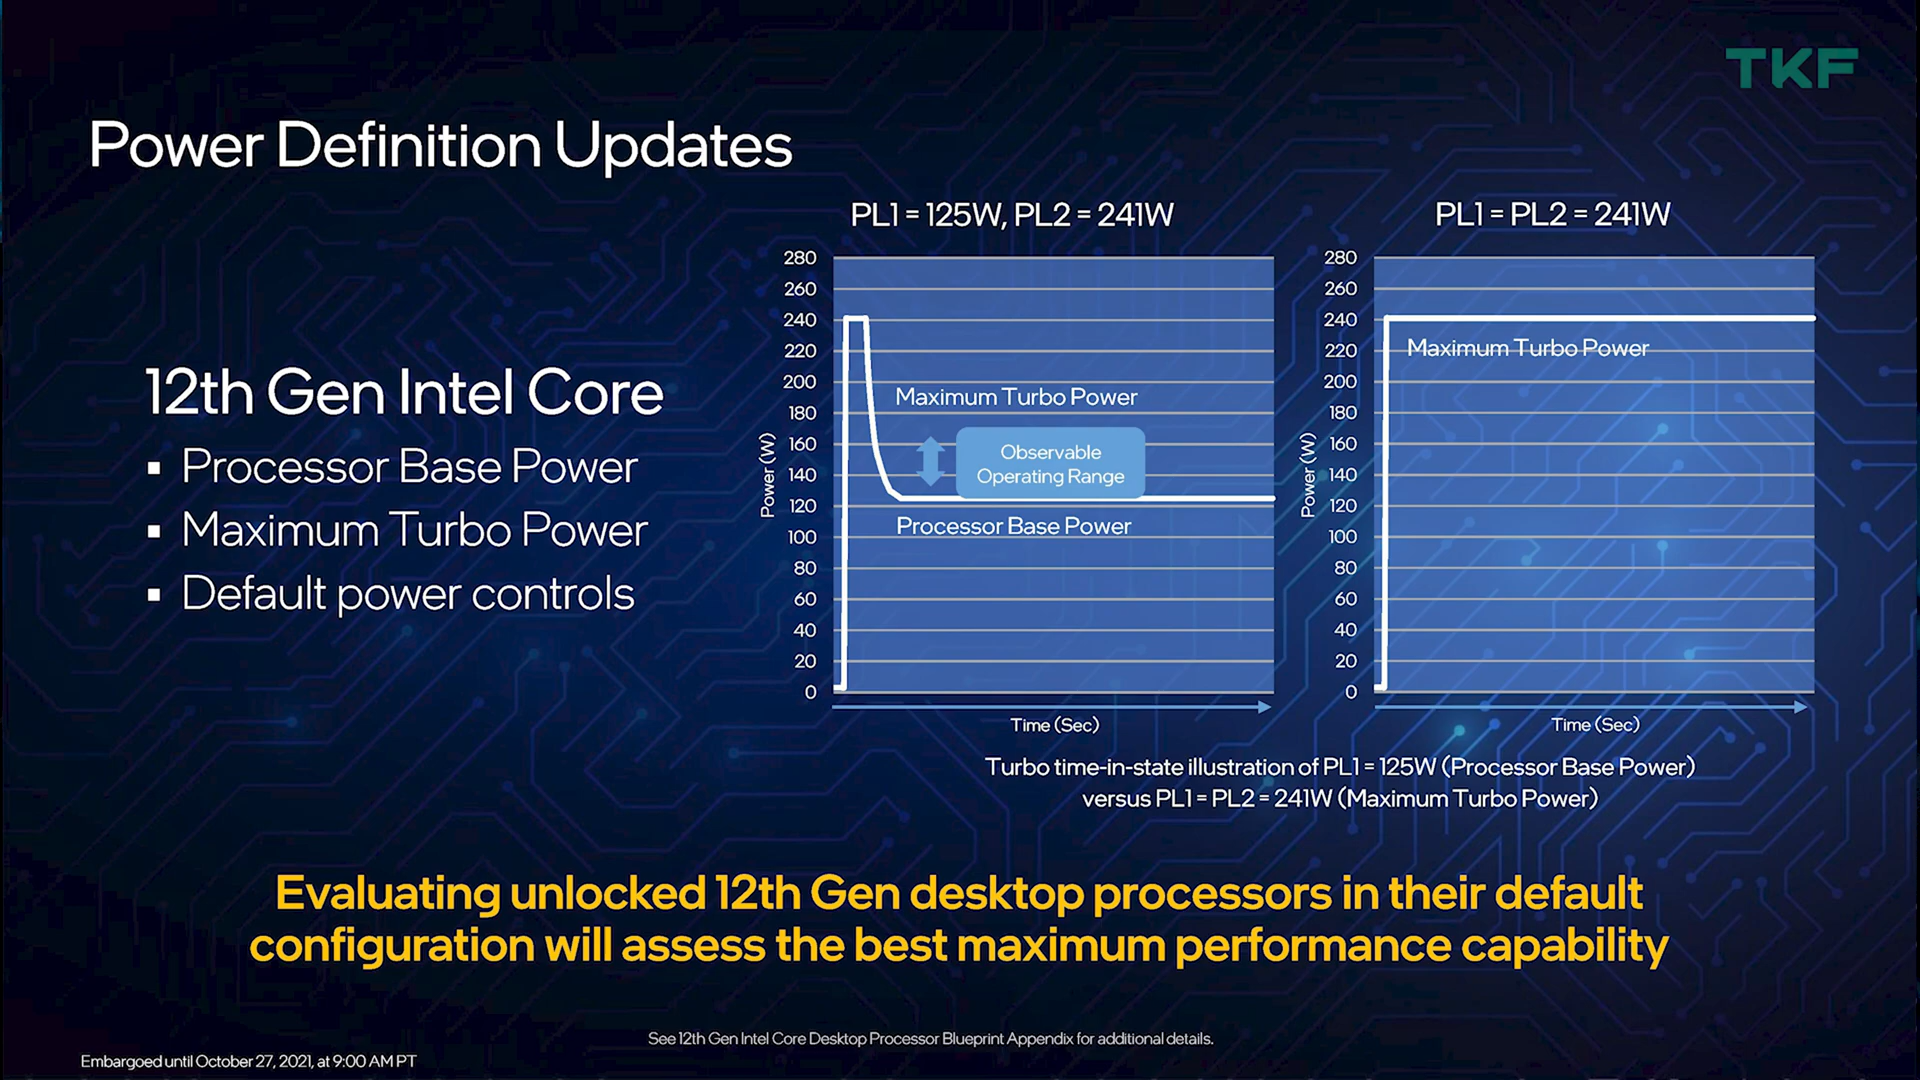 TKF
Power Definition Updates
12th Gen Intel Core
▪ Processor Base Power
▪ Maximum Turbo Power
▪ Default power controls
PL1 = 125W, PL2 = 241W
280
260
240
220
200
180
160
140
120
100
80
60
40
20
0
Power (W)
Maximum Turbo Power
Observable
Operating Range
Processor Base Power
Time (Sec)
PL1 = PL2 = 241W
280
260
240
220
200
180
160
140
120
100
80
60
40
20
0
Power (W)
Maximum Turbo Power
Time (Sec)
Turbo time-in-state illustration of PL1 = 125W (Processor Base Power)
versus PL1 = PL2 = 241W (Maximum Turbo Power)
Evaluating unlocked 12th Gen desktop processors in their default
configuration will assess the best maximum performance capability
See 12th Gen Intel Core Desktop Processor Blueprint Appendix for additional details.
Embargoed until October 27, 2021, at 9:00 AM PT